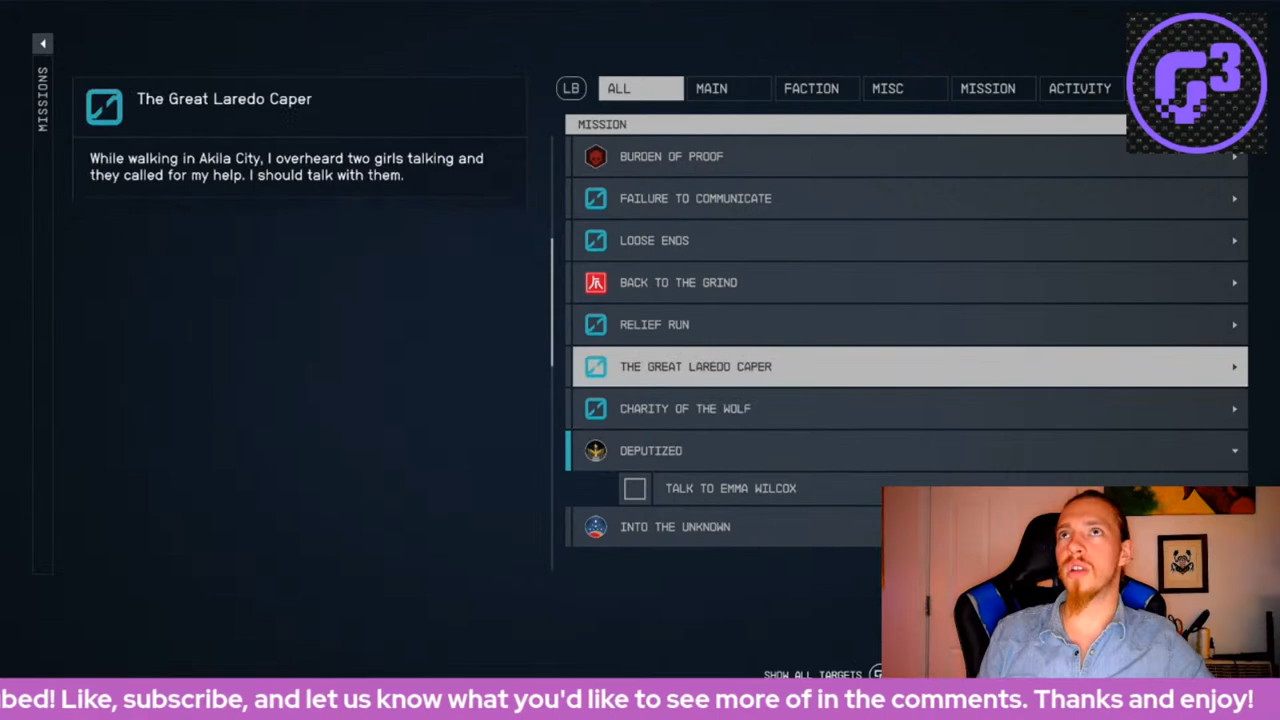 MISSIONS
The Great Laredo Caper
While walking in Akila City, I overheard two girls talking and
they called for my help. I should talk with them.
LB
ALL
MAIN
FACTION
MISC
MISSION
ACTIVITY
3
MISSION
BURDEN OF PROOF
FAILURE TO COMMUNICATE
LOOSE ENDS
BACK TO THE GRIND
RELIEF RUN
THE GREAT LAREDO CAPER
CHARITY OF THE WOLF
DEPUTIZED
TALK TO EMMA WILCOX
INTO THE UNKNOWN
SHOW ALL TARGETS
bed! Like, subscribe, and let us know what you'd like to see more of in the comments. Thanks and enjoy!